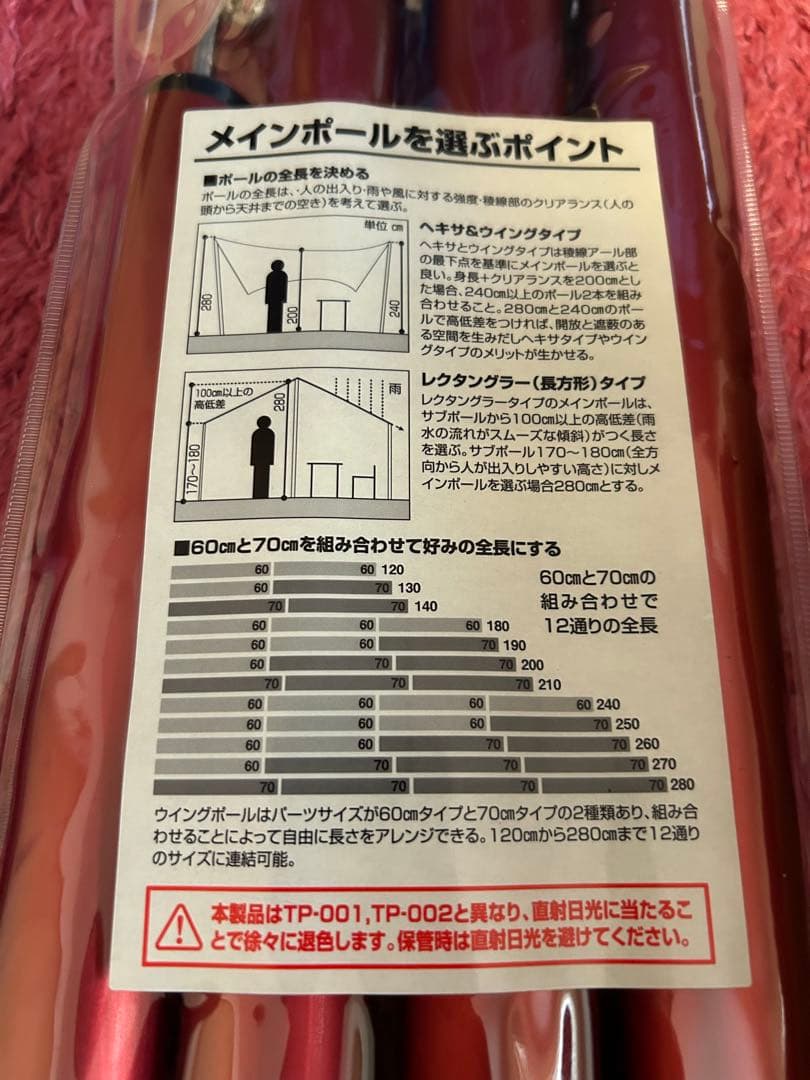 メインポールを選ぶポイント
■ポールの全長を決める
ポールの全長は、・人の出入り・雨や風に対する強度・稜線部のクリアランス（人の
頭から天井までの空き）を考えて選ぶ。
単位 cm
280
200
240
ヘキサ&ウイングタイプ
ヘキサとウイングタイプは稜線アール部
の最下点を基準にメインポールを選ぶと
良い。身長+クリアランスを200cmとし
た場合、240cm以上のポール2本を組み
合わせること。280cmと240cmのポー
ルで高低差をつければ、開放と遮蔽のあ
る空間を生みだしヘキサタイプやウイン
グタイプのメリットが生かせる。
100cm以上の
高低差
280
雨
170〜180
レクタングラー（長方形）タイプ
レクタングラータイプのメインポールは、
サブポールから100cm以上の高低差（雨
水の流れがスムーズな傾斜）がつく長さ
を選ぶ。サブポール170〜180cm（全方
向から人が出入りしやすい高さ）に対しメ
インポールを選ぶ場合280cmとする。
■60cmと70cmを組み合わせて好みの全長にする
60cmと70cmの
組み合わせで
12通りの全長
60 60 120
60 70 130
70 70 140
60 60 60 180
60 60 70 190
60 70 70 200
70 70 70 210
60 60 60 60 240
60 60 60 70 250
60 60 70 70 260
60 70 70 70 270
70 70 70 70 280
ウイングポールはパーツサイズが60cmタイプと70cmタイプの2種類あり、組み合
わせることによって自由に長さをアレンジできる。120cmから280cmまで12通り
のサイズに連結可能。
本製品はTP-001,TP-002と異なり、直射日光に当たるこ
とで徐々に退色します。保管時は直射日光を避けてください。